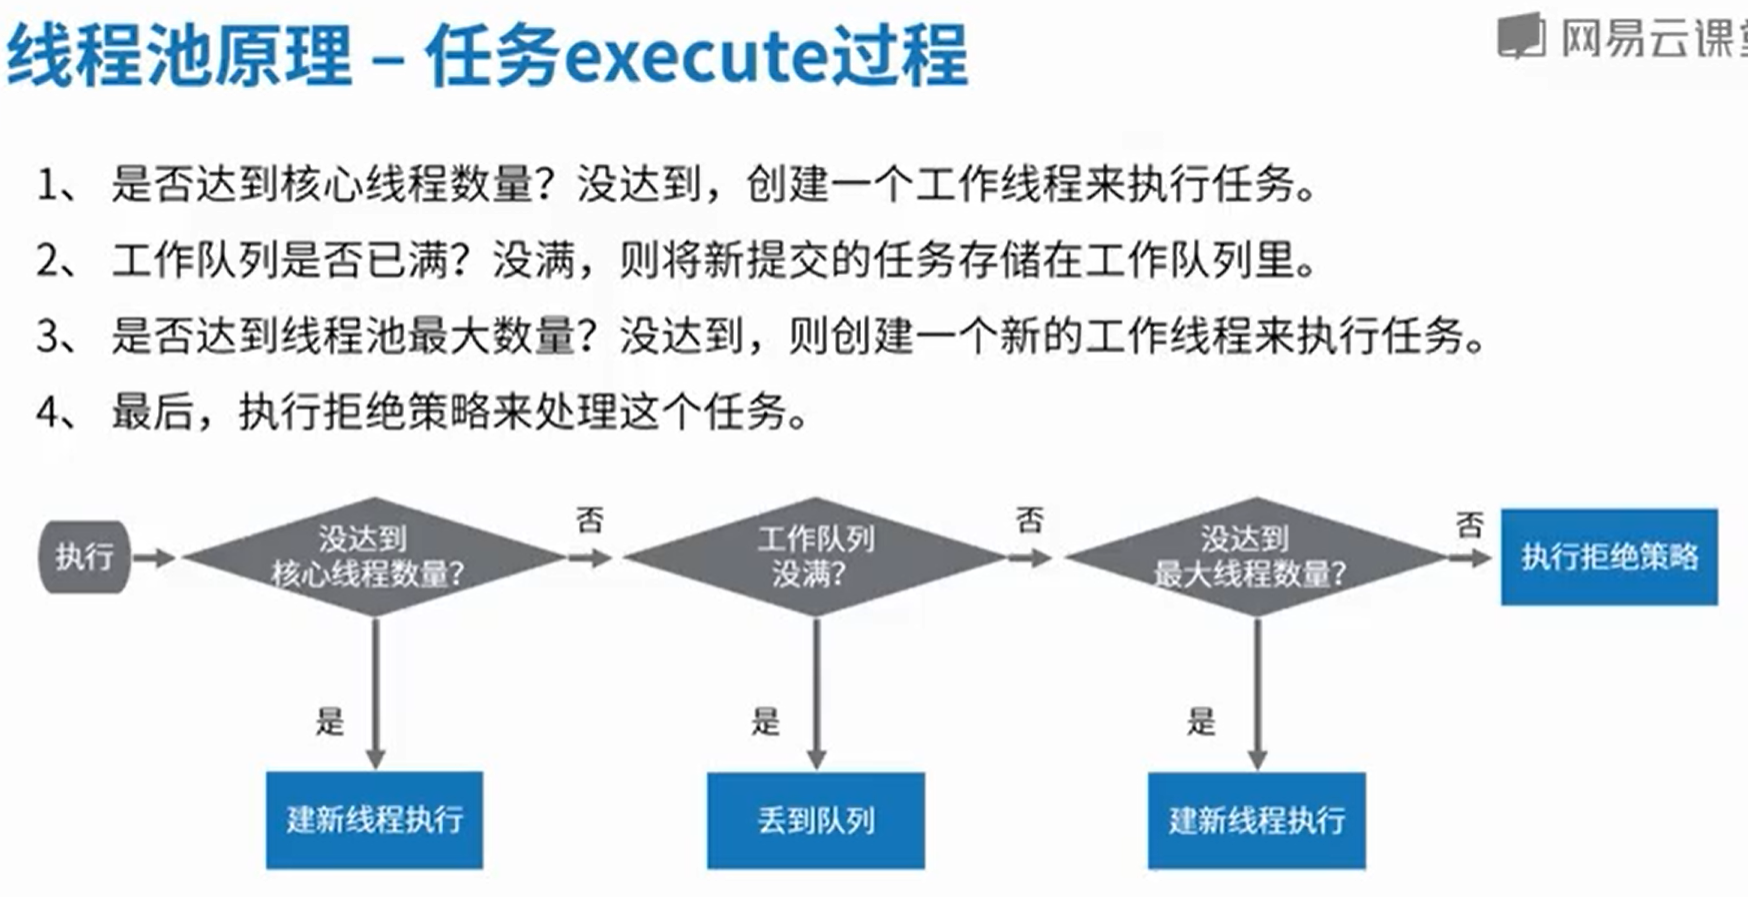 线程池原理 – 任务execute过程
网易云课堂
1、 是否达到核心线程数量？没达到，创建一个工作线程来执行任务。
2、 工作队列是否已满？没满，则将新提交的任务存储在工作队列里。
3、 是否达到线程池最大数量？没达到，则创建一个新的工作线程来执行任务。
4、 最后，执行拒绝策略来处理这个任务。
执行
没达到
核心线程数量？
否
工作队列
没满？
否
没达到
最大线程数量？
否
执行拒绝策略
是
是
是
建新线程执行
丢到队列
建新线程执行